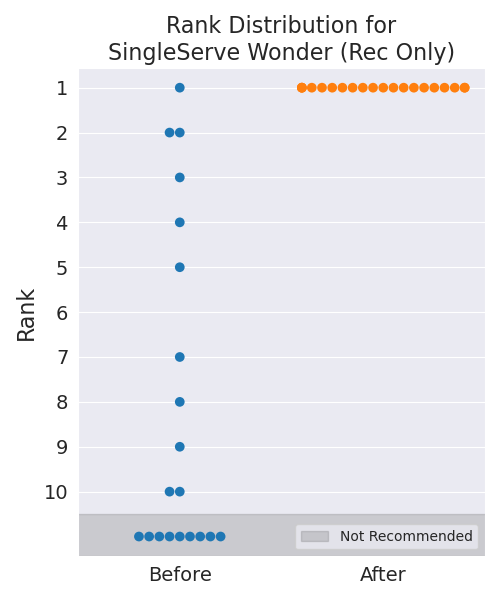 Rank Distribution for
SingleServe Wonder (Rec Only)
Rank
1
2
3
4
5
6
7
8
9
10
Not Recommended
Before
After